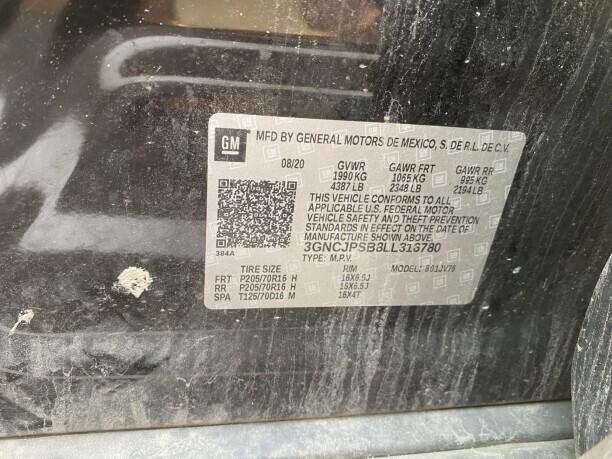 GM
MFD BY GENERAL MOTORS DE MEXICO, S. DE R.L. DE C.V.
08/20 GVWR GAWR FRT GAWR RR
1990 KG 1065 KG 995 KG
4387 LB 2348 LB 2194 LB
THIS VEHICLE CONFORMS TO ALL
APPLICABLE U.S. FEDERAL MOTOR
VEHICLE SAFETY AND THEFT PREVENTION
STANDARDS IN EFFECT ON THE DATE OF
MANUFACTURE SHOWN ABOVE.
3GNCJPSB8LL316780
384A
TYPE: M.P.V. MODEL:
TIRE SIZE RIM
FRT P205/70R16 H 16X6.5J
RR P205/70R16 H 16X6.5J
SPA T125/70D16 M 16X4T